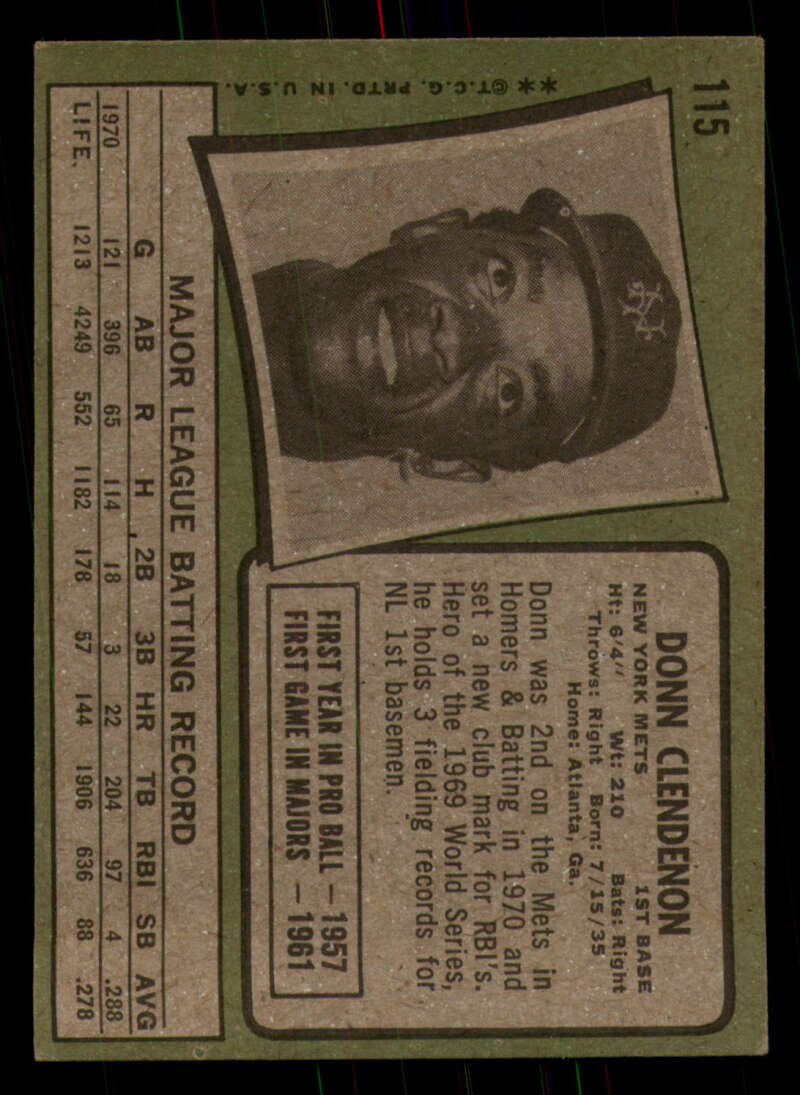 115
**©T.C.G. PRTD. IN U.S.A.
NY
DONN CLENDENON
NEW YORK METS 1ST BASE
Ht: 6'4" Wt: 210 Bats: Right
Throws: Right Born: 7/15/35
Home: Atlanta, Ga.
Donn was 2nd on the Mets in
Homers & Batting in 1970 and
set a new club mark for RBI's.
Hero of the 1969 World Series,
he holds 3 fielding records for
NL 1st basemen.
FIRST YEAR IN PRO BALL — 1957
FIRST GAME IN MAJORS — 1961
MAJOR LEAGUE BATTING RECORD
G AB R H 2B 3B HR TB RBI SB AVG
1970 121 396 65 114 18 3 22 204 97 4 .288
LIFE. 1213 4249 552 1182 178 57 144 1906 636 88 .278